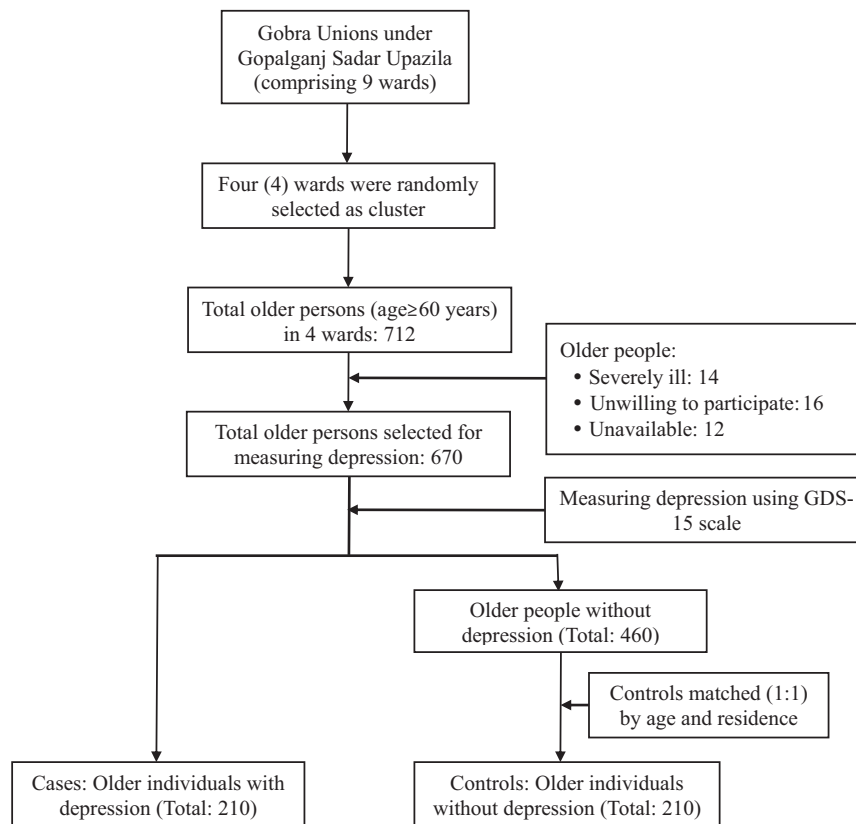 Gobra Unions under
Gopalganj Sadar Upazila
(comprising 9 wards)
Four (4) wards were randomly
selected as cluster
Total older persons (age≥60 years)
in 4 wards: 712
Older people:
• Severely ill: 14
• Unwilling to participate: 16
• Unavailable: 12
Total older persons selected for
measuring depression: 670
Measuring depression using GDS-
15 scale
Older people without
depression (Total: 460)
Controls matched (1:1)
by age and residence
Cases: Older individuals with
depression (Total: 210)
Controls: Older individuals
without depression (Total: 210)